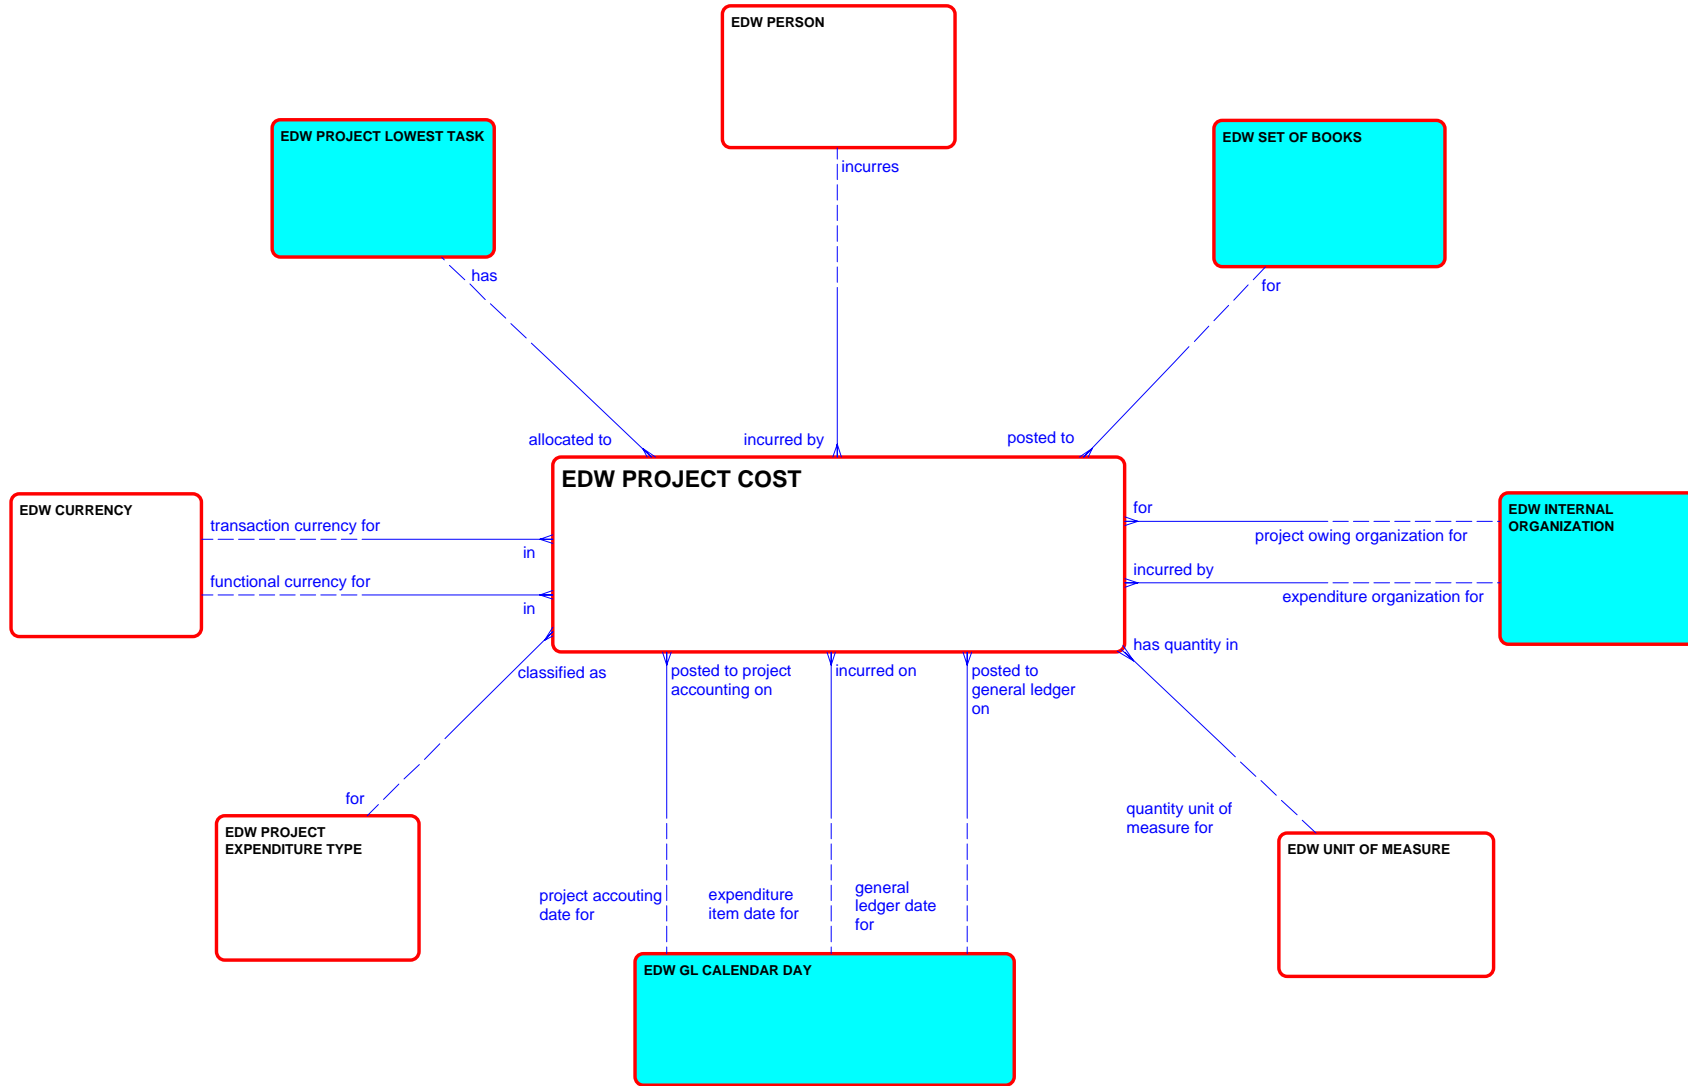 EDW PERSON
EDW PROJECT LOWEST TASK
EDW SET OF BOOKS
incurres
has
for
allocated to
incurred by
posted to
EDW PROJECT COST
EDW CURRENCY
transaction currency for
in
functional currency for
in
for
project owing organization for
incurred by
expenditure organization for
EDW INTERNAL
ORGANIZATION
has quantity in
classified as
posted to project
accounting on
incurred on
posted to
general ledger
on
for
EDW PROJECT
EXPENDITURE TYPE
quantity unit of
measure for
EDW UNIT OF MEASURE
project accouting
date for
expenditure
item date for
general
ledger date
for
EDW GL CALENDAR DAY